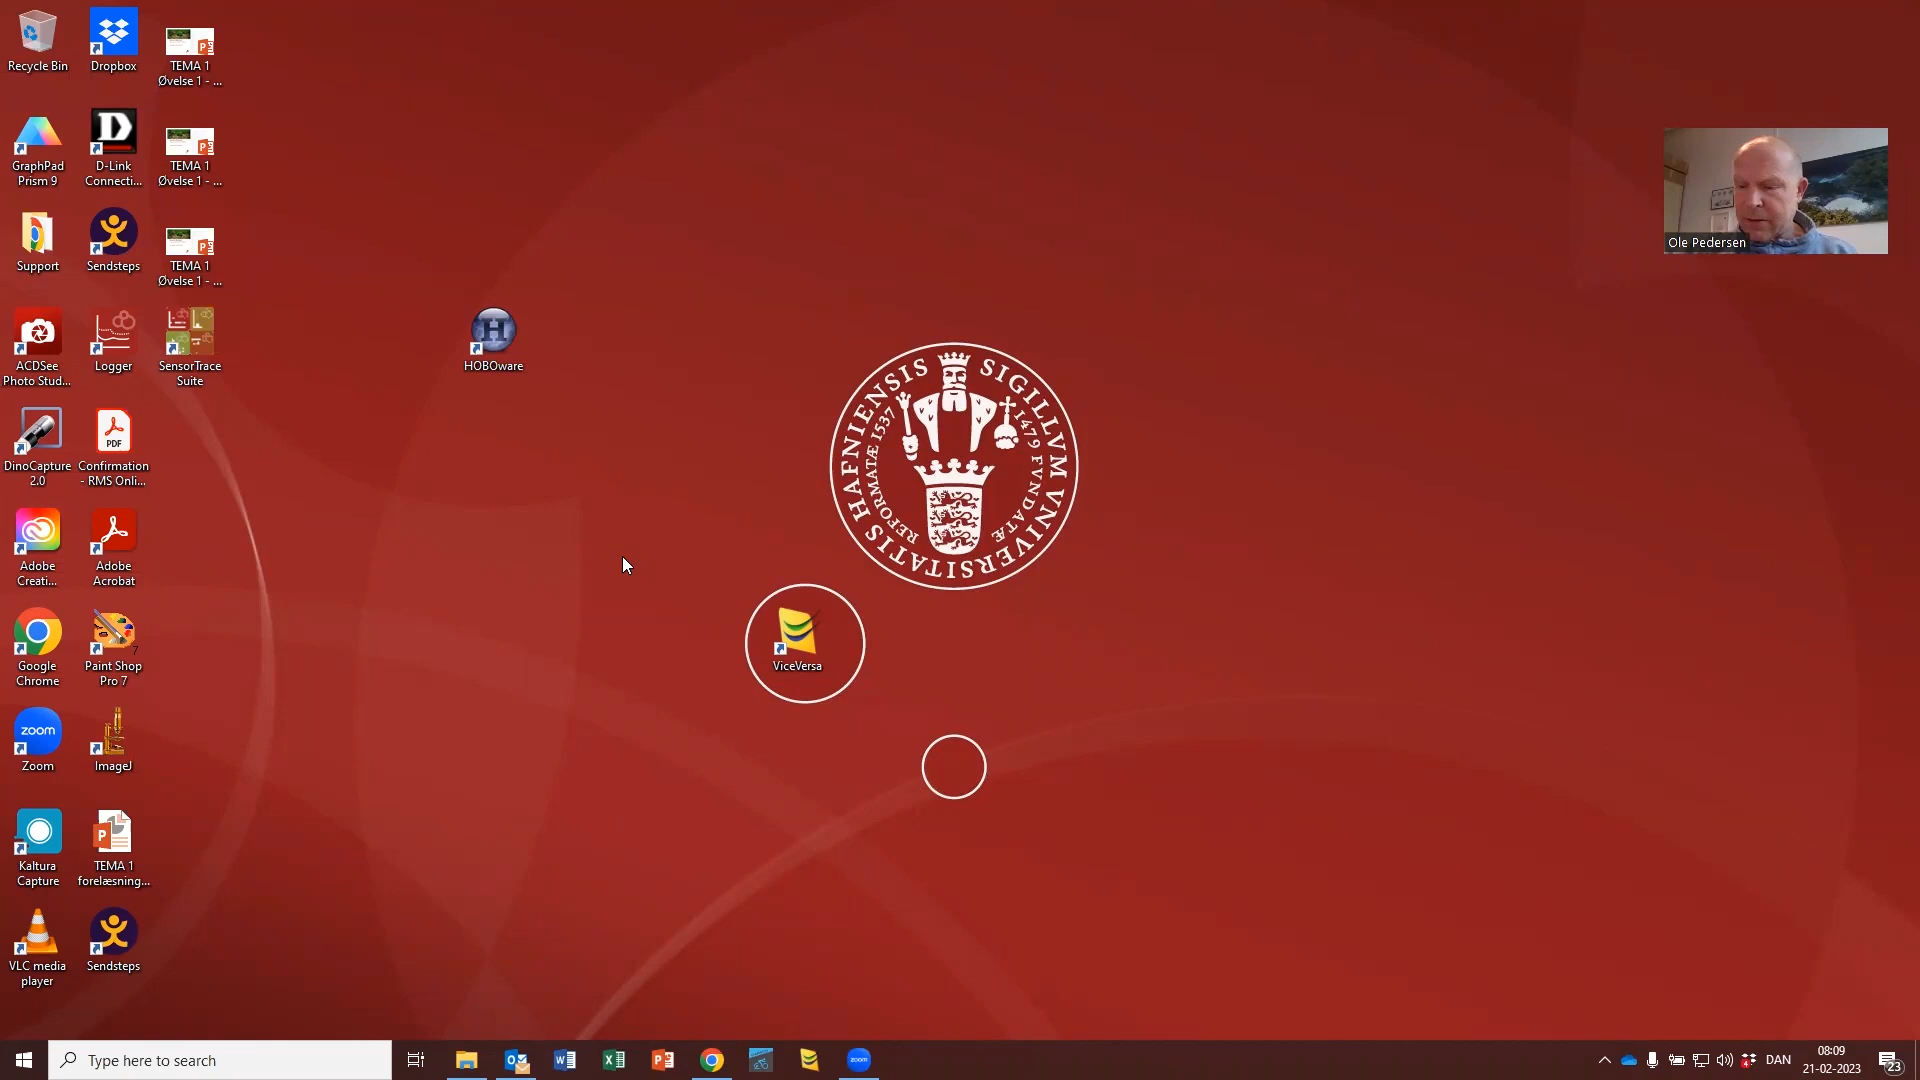 Recycle Bin
Dropbox
TEMA 1
Øvelse 1 - ...
GraphPad
Prism 9
D-Link
Connecti...
TEMA 1
Øvelse 1 - ...
Support
Sendsteps
TEMA 1
Øvelse 1 - ...
Ole Pedersen
ACDSee
Photo Stud...
Logger
SensorTrace
Suite
HOBOware
DinoCapture
2.0
PDF
Confirmation
- RMS Onli...
SIGILLVM VNIVERSITATIS HAFNIENSIS
FVNDATÆ 1479
REFORMATÆ 1537
Adobe
Creati...
Adobe
Acrobat
Google
Chrome
7
Paint Shop
Pro 7
ViceVersa
zoom
Zoom
ImageJ
Kaltura
Capture
TEMA 1
forelæsning...
VLC media
player
Sendsteps
Type here to search
zoom
DAN
08:09
21-02-2023
23